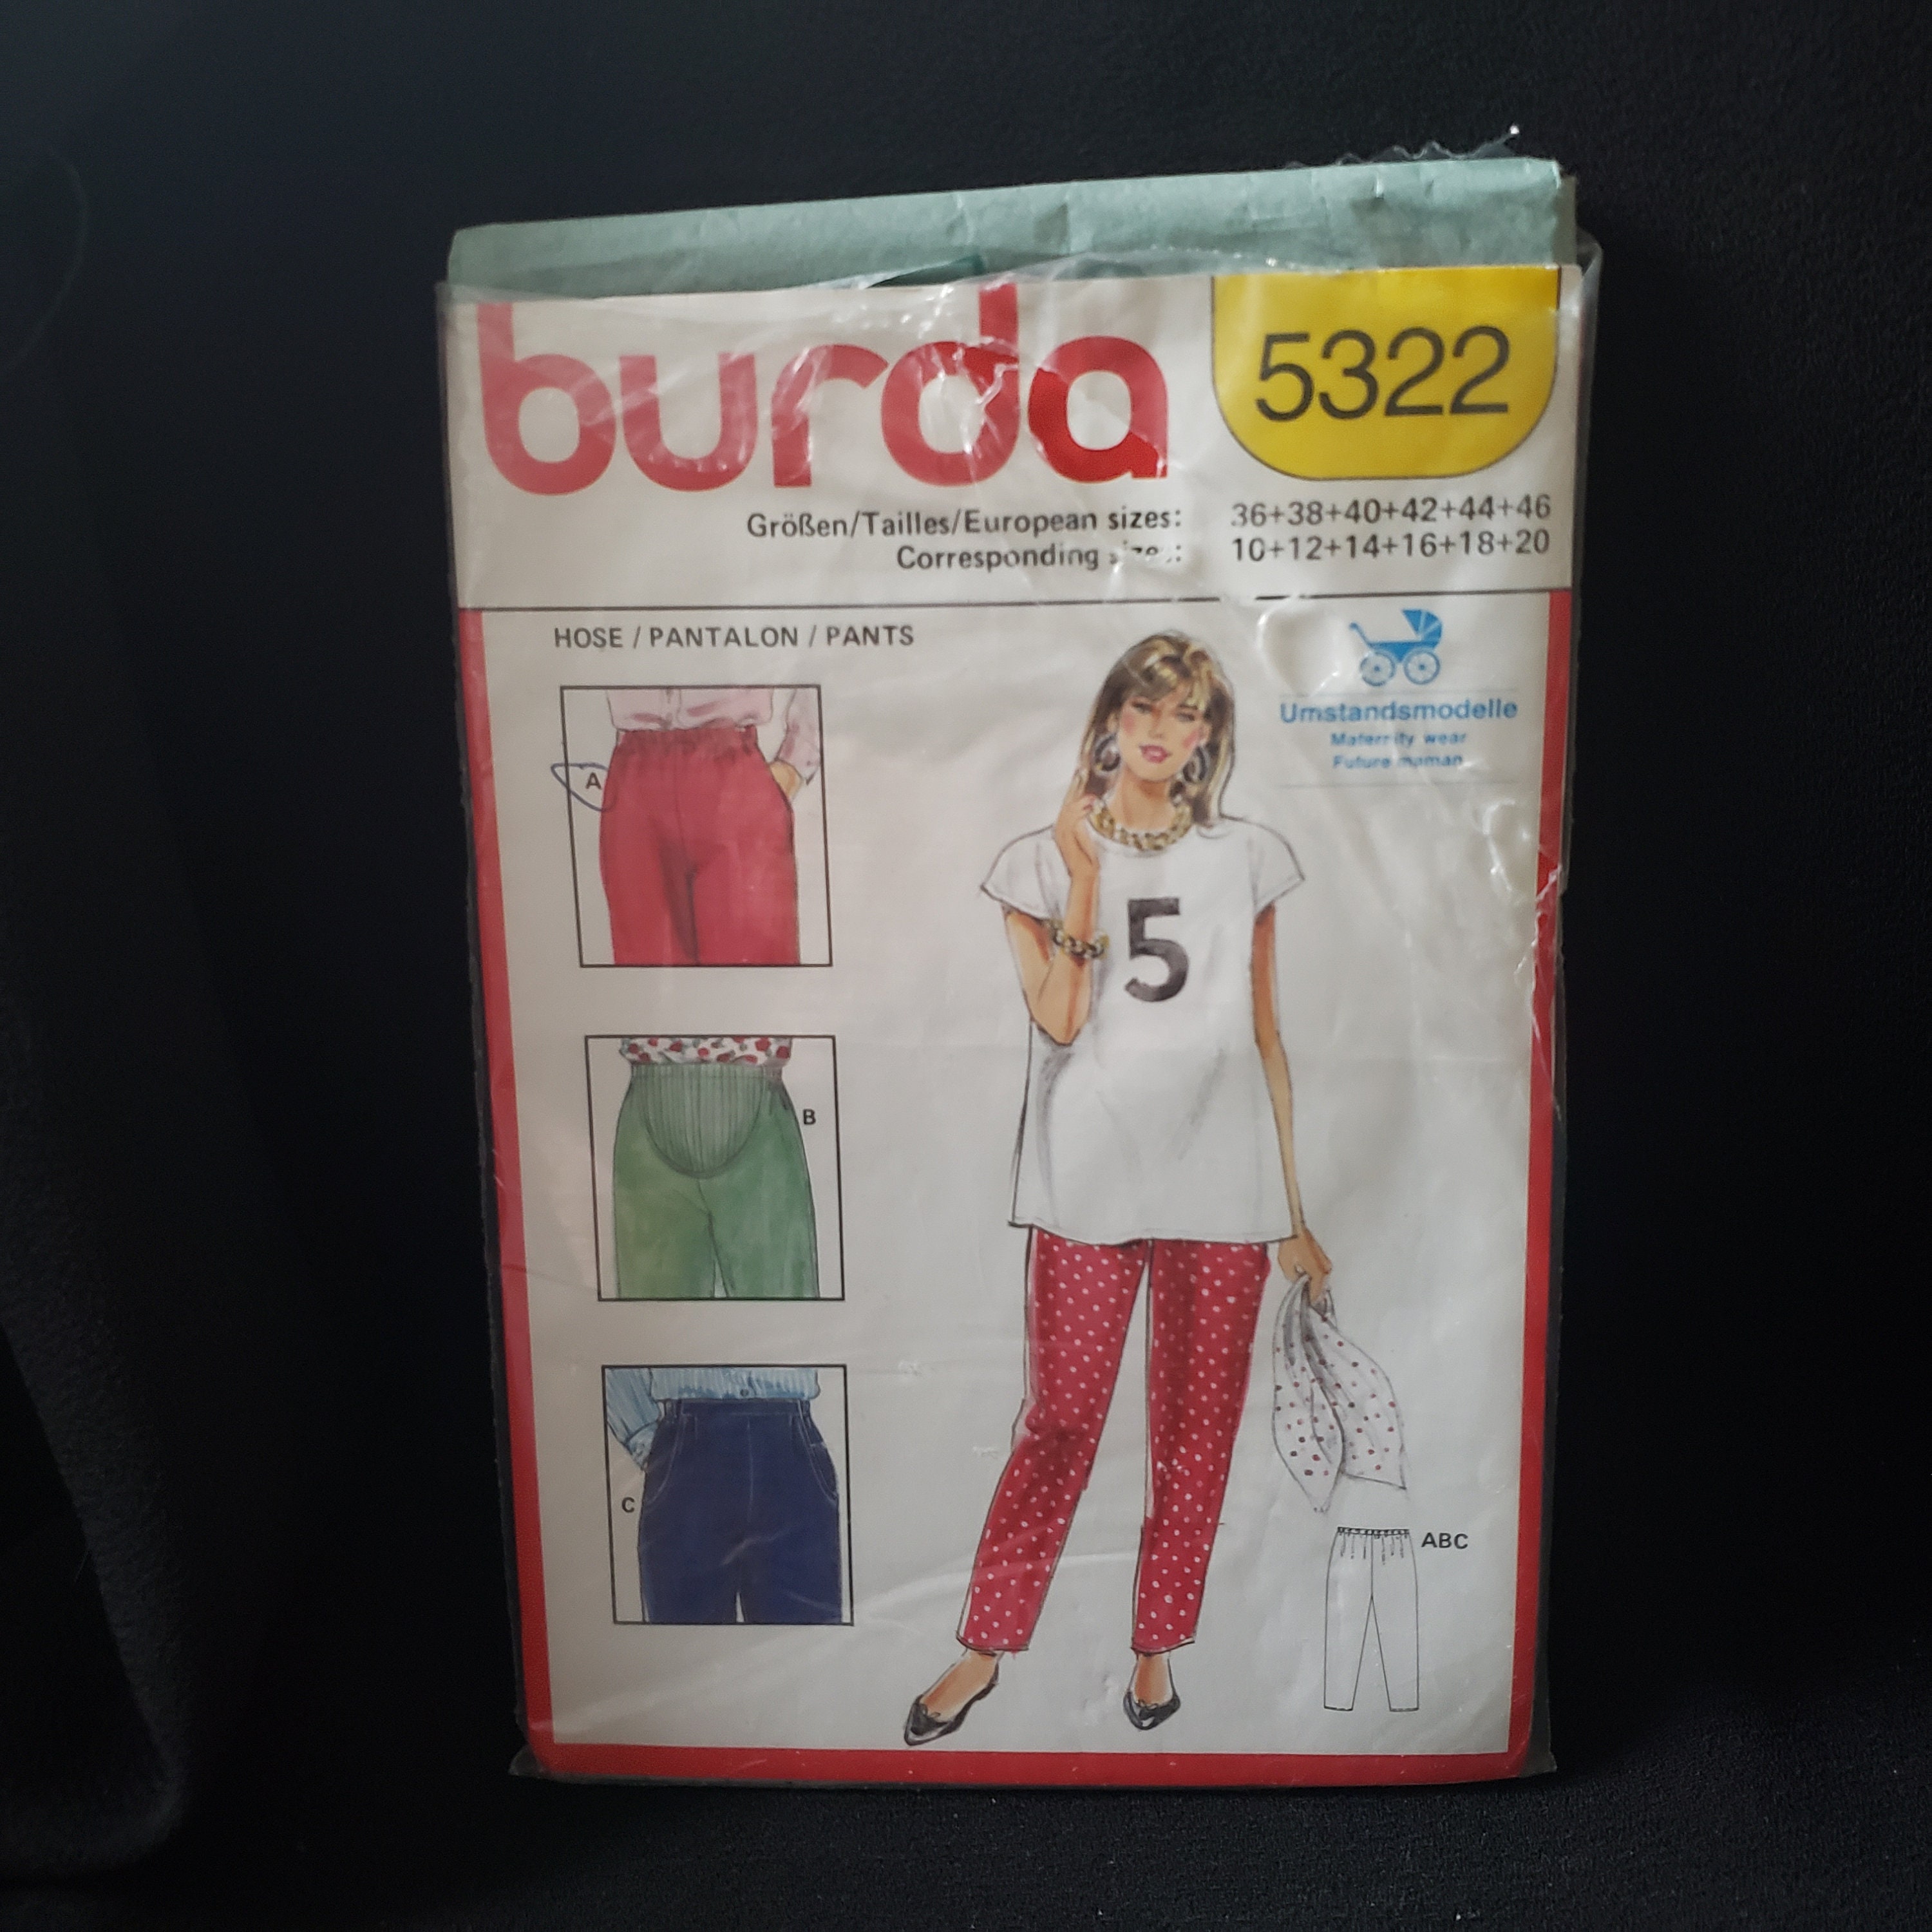 burda
5322
Größen/Tailles/European sizes: 36+38+40+42+44+46
Corresponding 10+12+14+16+18+20
HOSE / PANTALON / PANTS
Umstandsmodelle
Maternity wear
Future maman
A
5
B
C
ABC